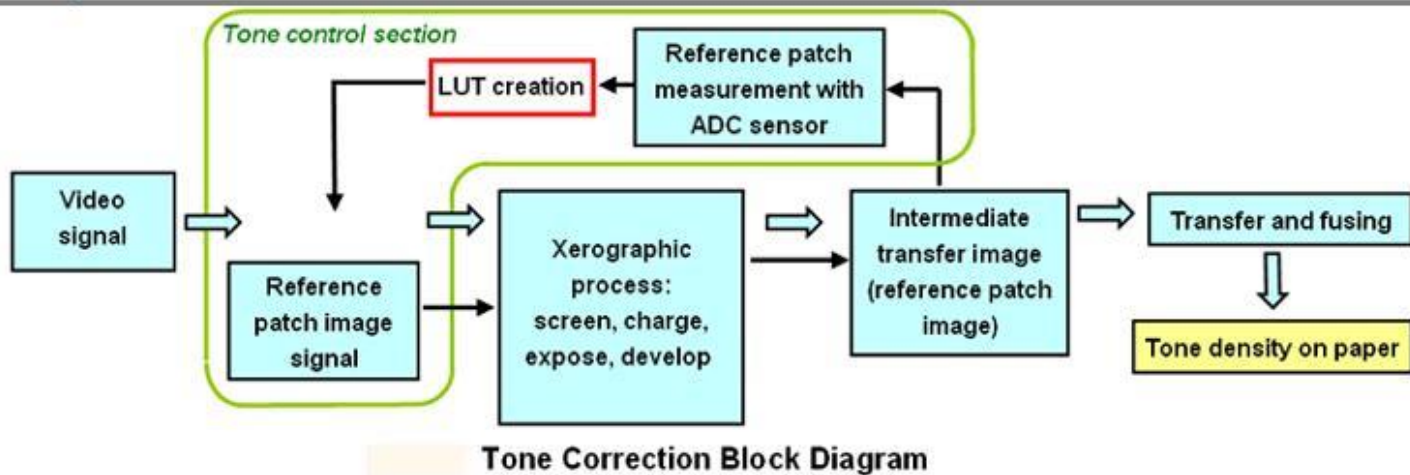 Tone control section
LUT creation
Reference patch
measurement with
ADC sensor
Video
signal
Reference
patch image
signal
Xerographic
process:
screen, charge,
expose, develop
Intermediate
transfer image
(reference patch
image)
Transfer and fusing
Tone density on paper
Tone Correction Block Diagram